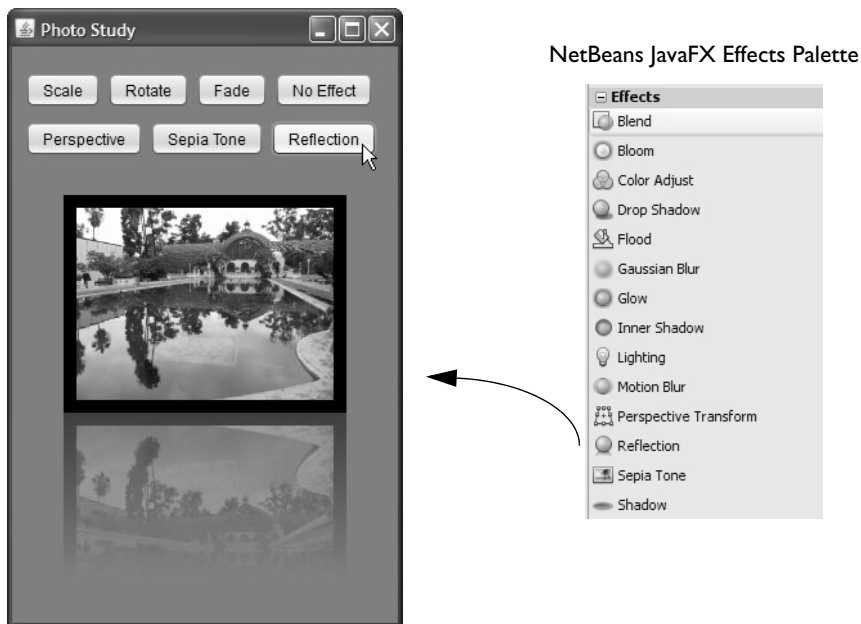 Photo Study
Scale Rotate Fade No Effect
Perspective Sepia Tone Reflection
NetBeans JavaFX Effects Palette
Effects
Blend
Bloom
Color Adjust
Drop Shadow
Flood
Gaussian Blur
Glow
Inner Shadow
Lighting
Motion Blur
Perspective Transform
Reflection
Sepia Tone
Shadow